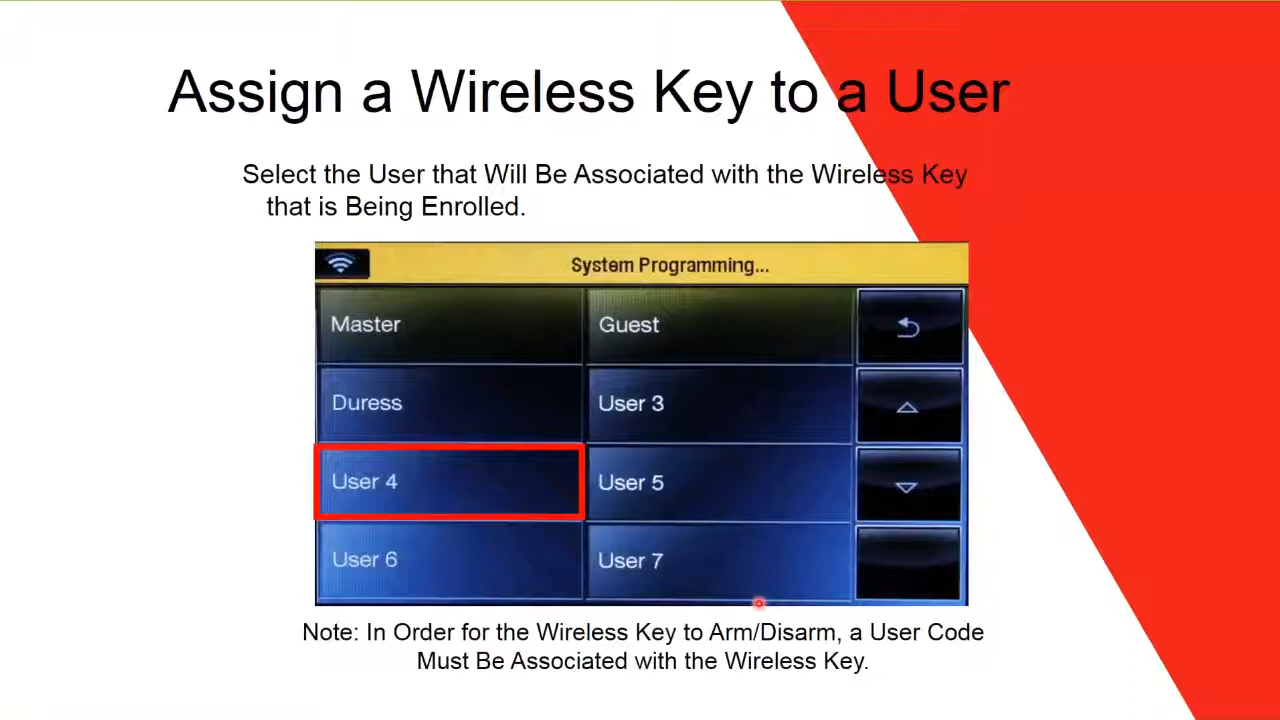 Assign a Wireless Key to a User
Select the User that Will Be Associated with the Wireless Key
that is Being Enrolled.
System Programming...
Master
Guest
Duress
User 3
User 4
User 5
User 6
User 7
Note: In Order for the Wireless Key to Arm/Disarm, a User Code
Must Be Associated with the Wireless Key.